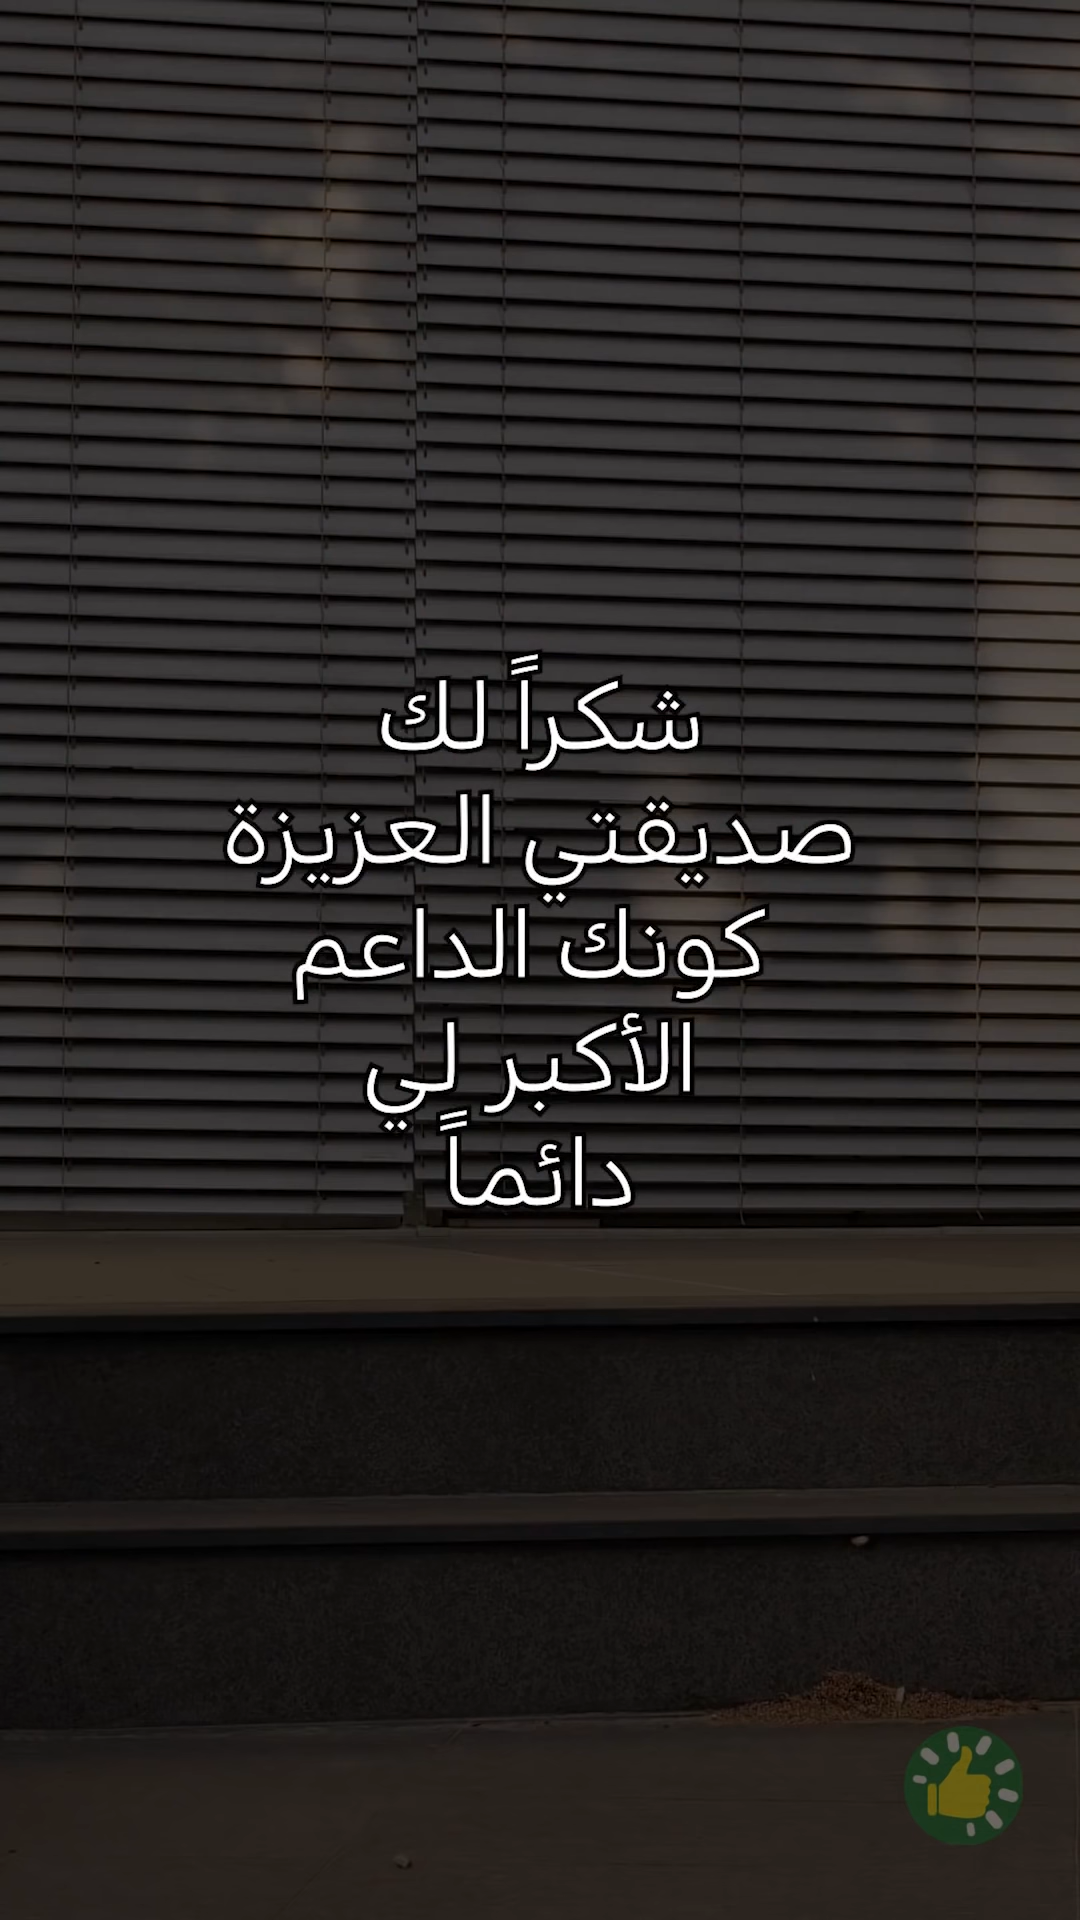 شكراً لك
صديقتي العزيزة
كونك الداعم
الأكبر لي
دائماً